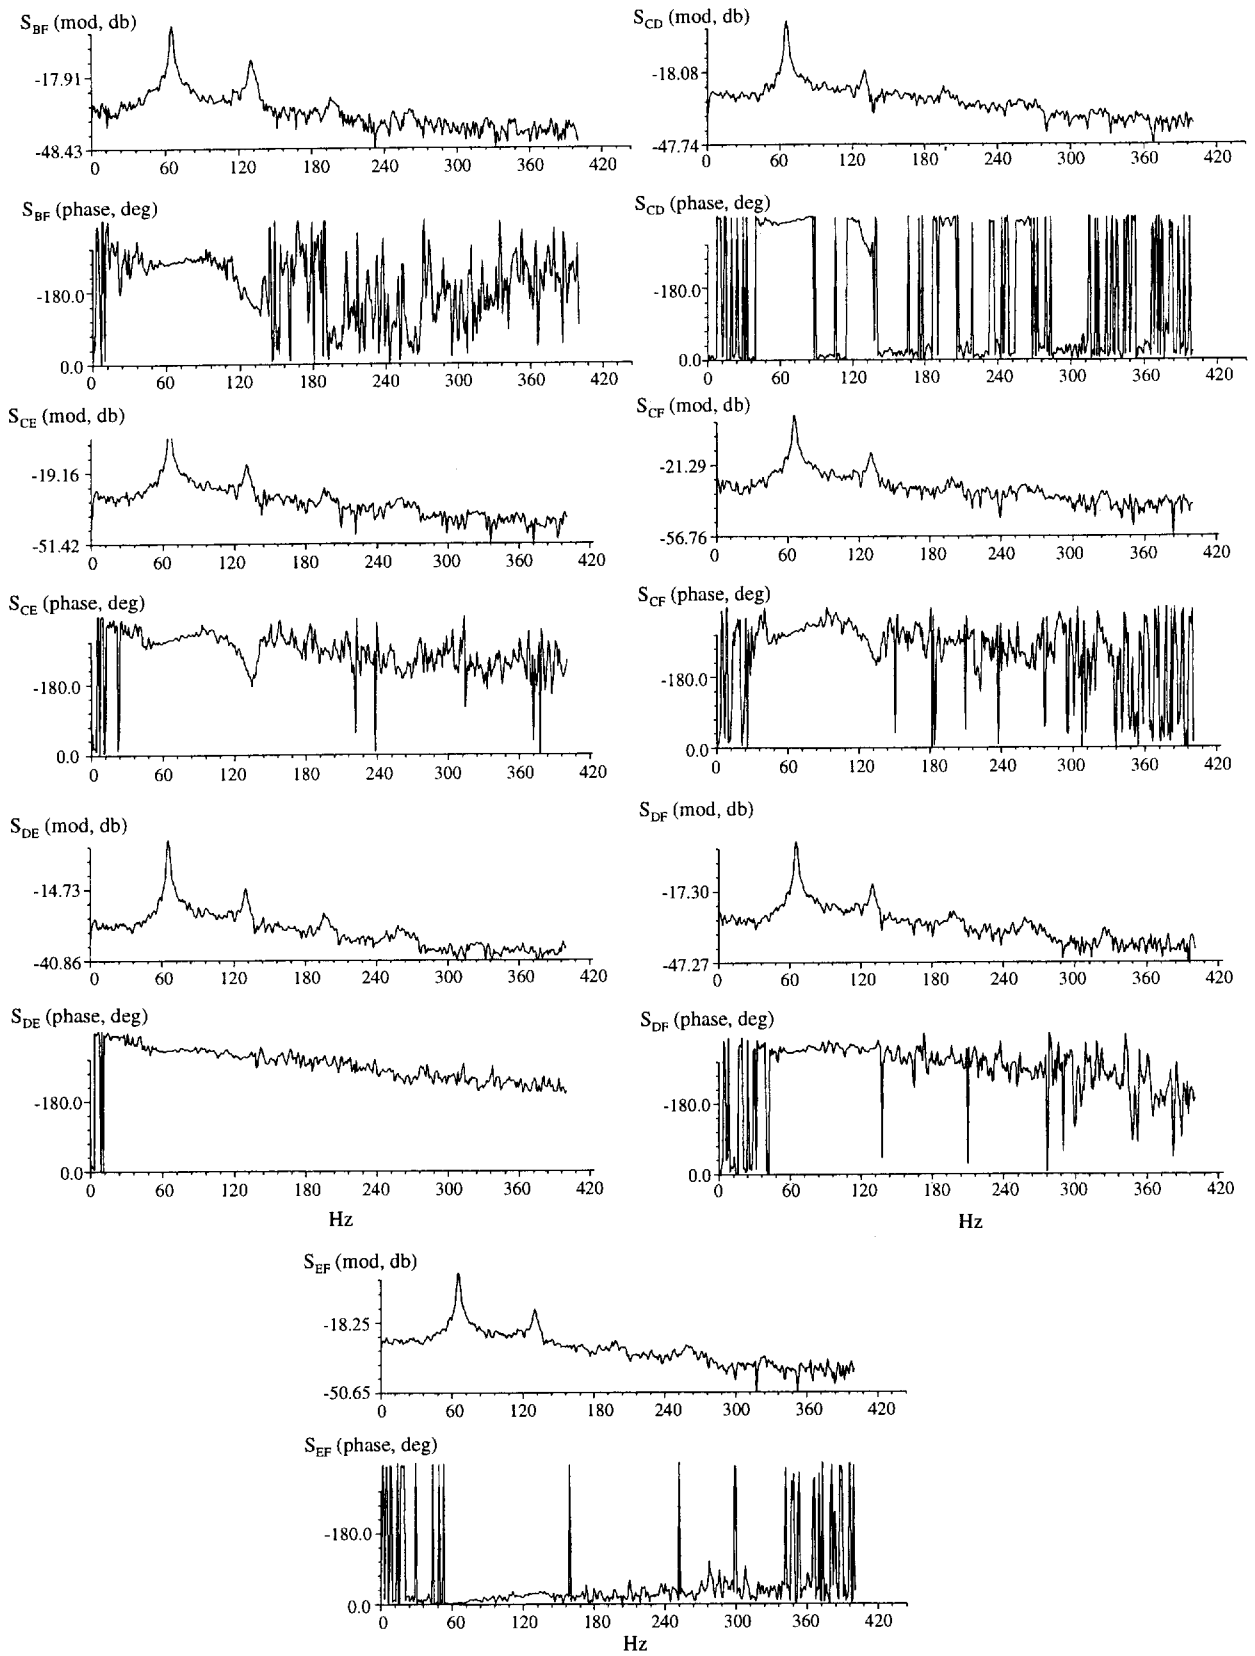 S_BF (mod, db)
-17.91
-48.43
0 60 120 180 240 300 360 420
S_CD (mod, db)
-18.08
-47.74
0 60 120 180 240 300 360 420
S_BF (phase, deg)
-180.0
0.0
0 60 120 180 240 300 360 420
S_CD (phase, deg)
-180.0
0.0
0 60 120 180 240 300 360 420
S_CE (mod, db)
-19.16
-51.42
0 60 120 180 240 300 360 420
S_CF (mod, db)
-21.29
-56.76
0 60 120 180 240 300 360 420
S_CE (phase, deg)
-180.0
0.0
0 60 120 180 240 300 360 420
S_CF (phase, deg)
-180.0
0.0
0 60 120 180 240 300 360 420
S_DE (mod, db)
-14.73
-40.86
0 60 120 180 240 300 360 420
S_DF (mod, db)
-17.30
-47.27
0 60 120 180 240 300 360 420
S_DE (phase, deg)
-180.0
0.0
0 60 120 180 240 300 360 420
Hz
S_DF (phase, deg)
-180.0
0.0
0 60 120 180 240 300 360 420
Hz
S_EF (mod, db)
-18.25
-50.65
0 60 120 180 240 300 360 420
S_EF (phase, deg)
-180.0
0.0
0 60 120 180 240 300 360 420
Hz